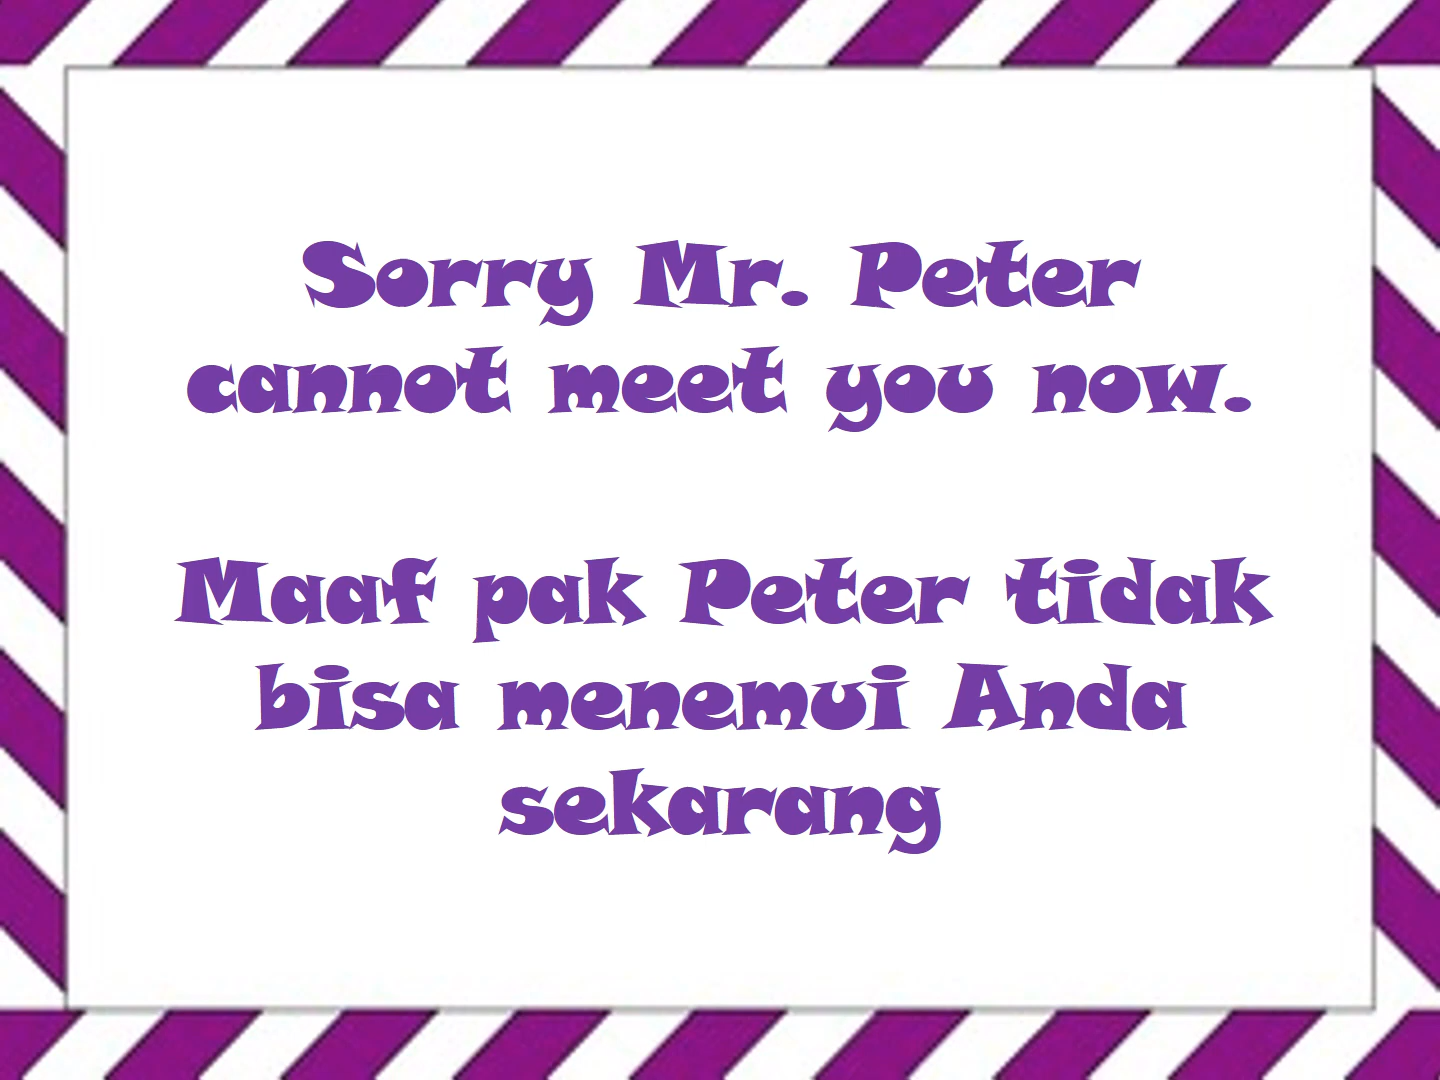 Sorry Mr. Peter
cannot meet you now.
Maaf pak Peter tidak
bisa menemui Anda
sekarang